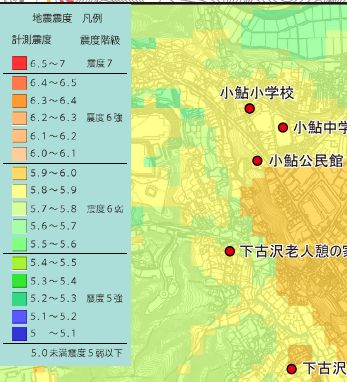 地震震度 凡例
計測震度 震度階級
6.5～7 震度7
6.4～6.5
6.3～6.4
6.2～6.3 震度6強
6.1～6.2
6.0～6.1
5.9～6.0
5.8～5.9
5.7～5.8 震度6弱
5.6～5.7
5.5～5.6
5.4～5.5
5.3～5.4
5.2～5.3 震度5強
5.1～5.2
5 ～5.1
5.0未満震度5弱以下
小鮎小学校
小鮎中学
小鮎公民館
下古沢老人憩の家
下古沢